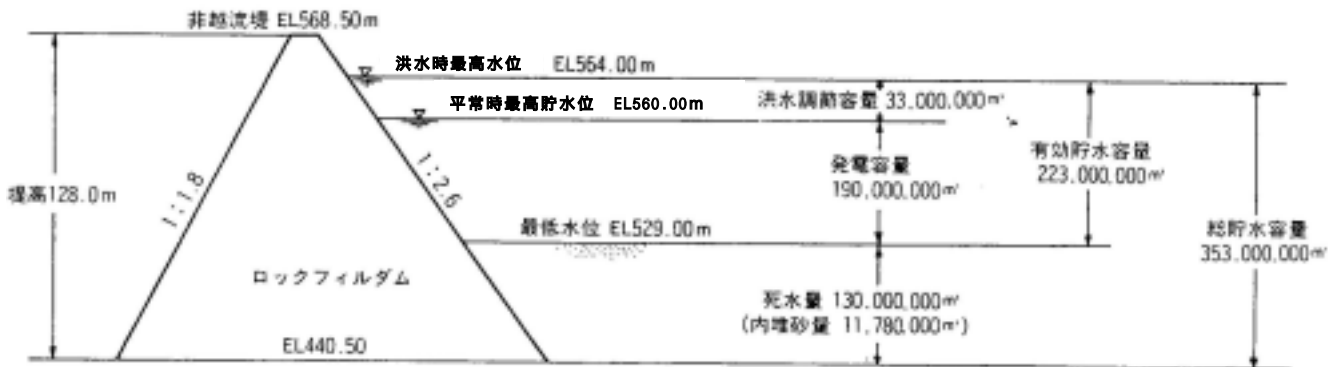 非越流堤 EL568.50m
洪水時最高水位 EL564.00m
平常時最高貯水位 EL560.00m
洪水調節容量 33,000,000㎥
有効貯水容量
223,000,000㎥
発電容量
190,000,000㎥
堤高128.0m
1:1.8
1:2.6
最低水位 EL529.00m
総貯水容量
353,000,000㎥
ロックフィルダム
死水量 130,000,000㎥
(内堆砂量 11,780,000㎥)
EL440.50